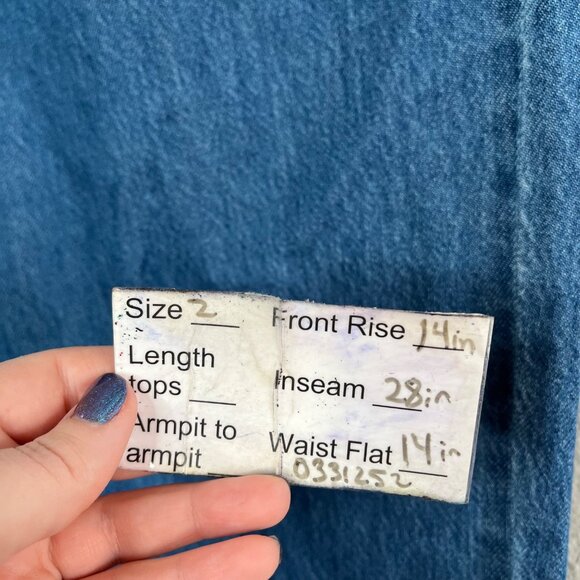 Size 2
Length
tops
Armpit to
armpit
Front Rise 14in
Inseam 28in
Waist Flat 14in
0331252